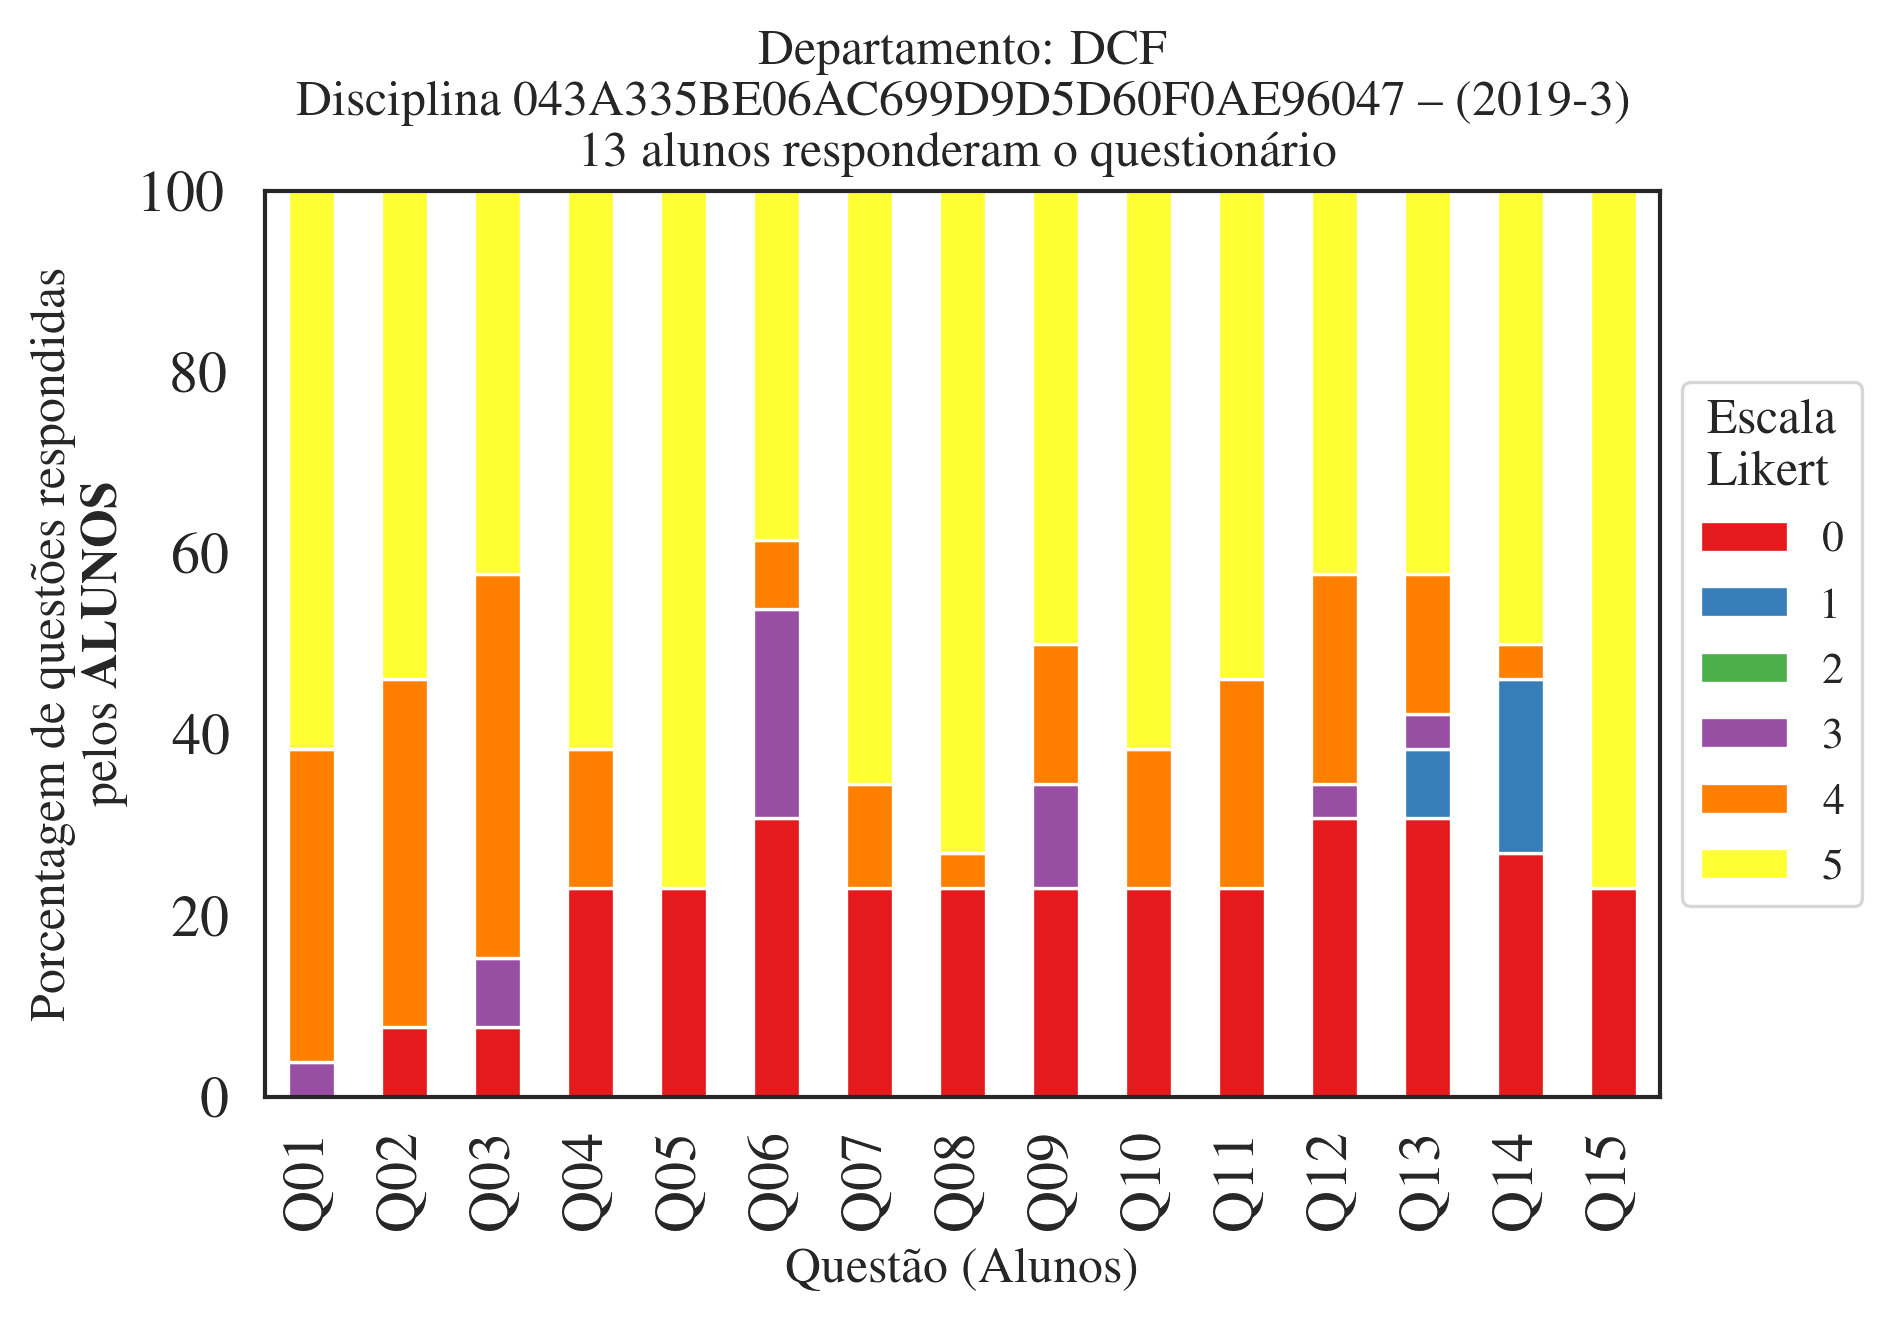 Departamento: DCF
Disciplina 043A335BE06AC699D9D5D60F0AE96047 – (2019-3)
13 alunos responderam o questionário
Porcentagem de questões respondidas
pelos ALUNOS
100
80
60
40
20
0
Q01
Q02
Q03
Q04
Q05
Q06
Q07
Q08
Q09
Q10
Q11
Q12
Q13
Q14
Q15
Questão (Alunos)
Escala
Likert
0
1
2
3
4
5